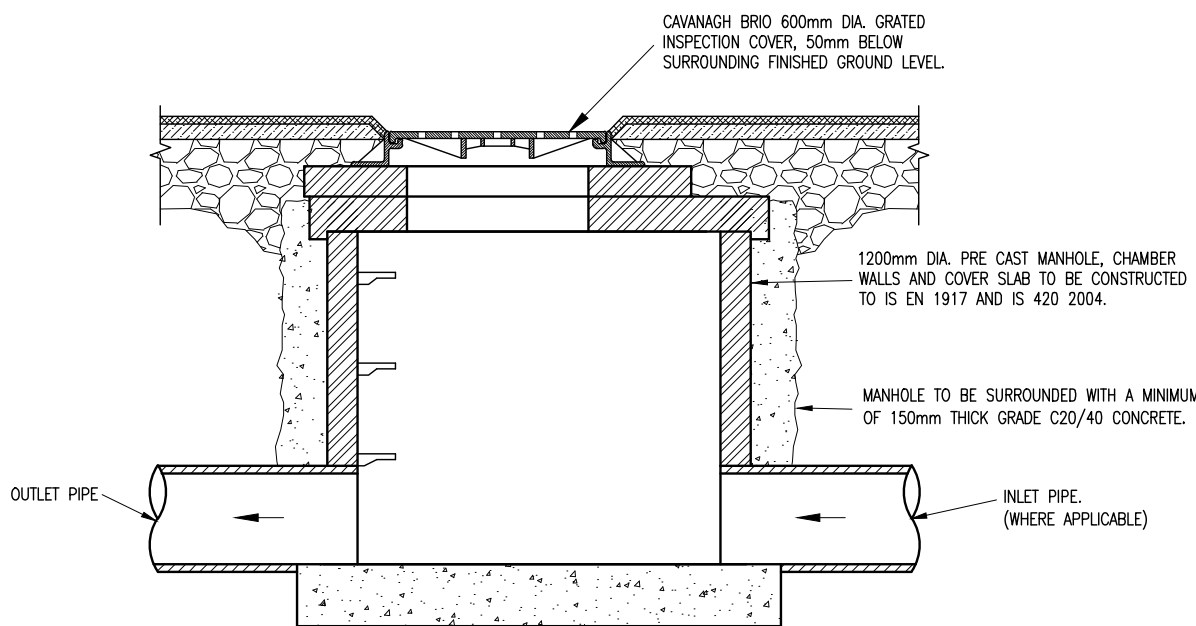 CAVANAGH BRIO 600mm DIA. GRATED
INSPECTION COVER, 50mm BELOW
SURROUNDING FINISHED GROUND LEVEL.
1200mm DIA. PRE CAST MANHOLE, CHAMBER
WALLS AND COVER SLAB TO BE CONSTRUCTED
TO IS EN 1917 AND IS 420 2004.
MANHOLE TO BE SURROUNDED WITH A MINIMUM
OF 150mm THICK GRADE C20/40 CONCRETE.
OUTLET PIPE
INLET PIPE.
(WHERE APPLICABLE)